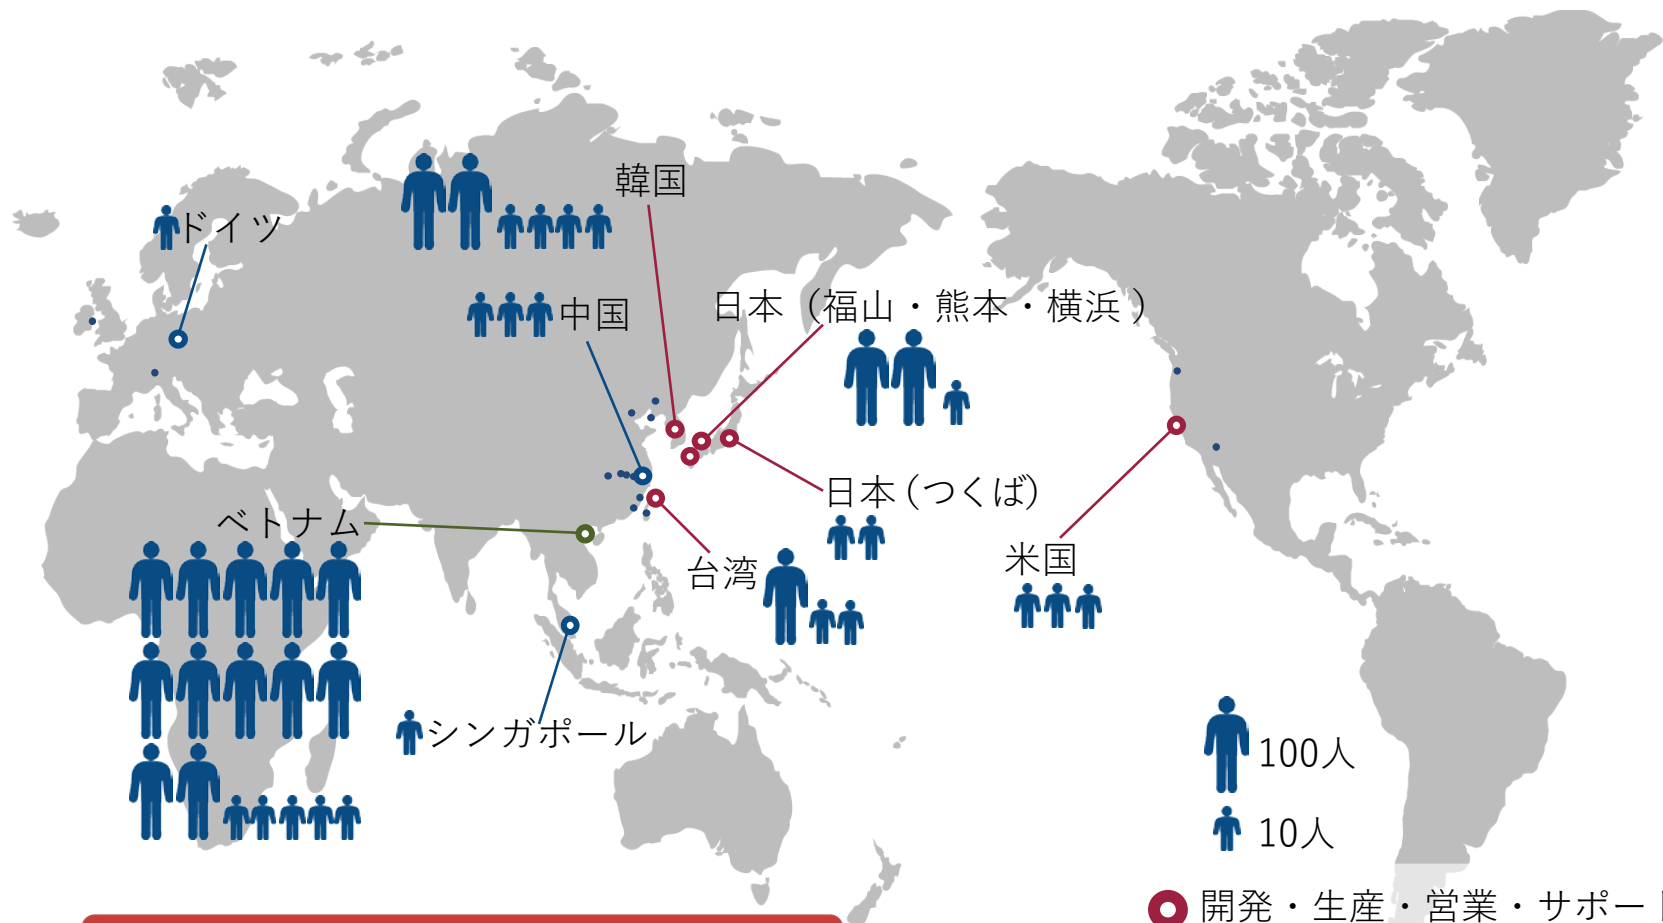 韓国
ドイツ
中国
日本（福山・熊本・横浜 ）
日本（つくば）
ベトナム
台湾
米国
シンガポール
100人
10人
開発・生産・営業・サポー